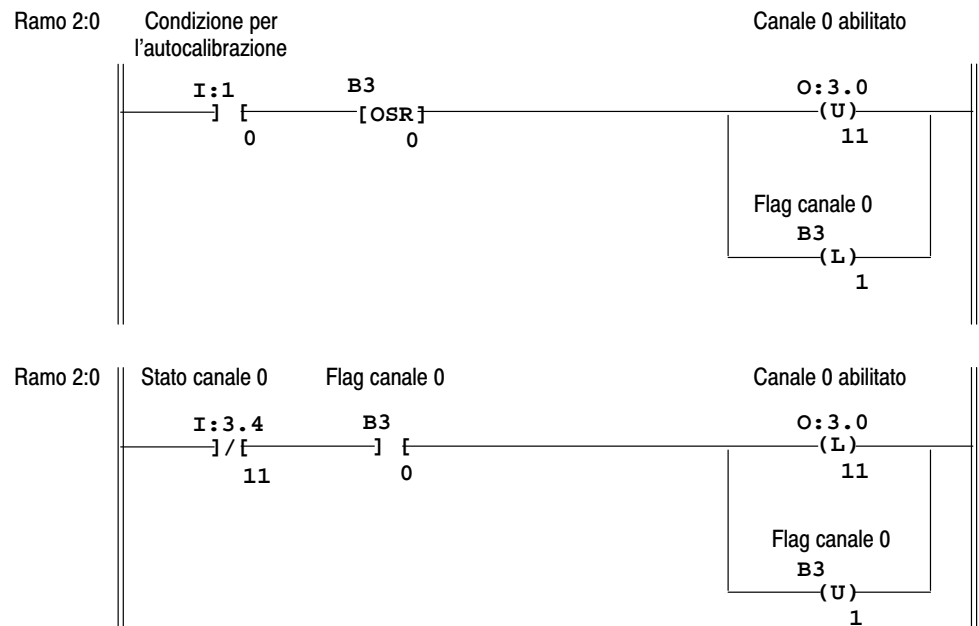 Ramo 2:0 Condizione per Canale 0 abilitato
l'autocalibrazione
I:1 B3 O:3.0
] [ [OSR] (U)
0 0 11
Flag canale 0
B3
(L)
1
Ramo 2:0 Stato canale 0 Flag canale 0 Canale 0 abilitato
I:3.4 B3 O:3.0
]/[ ] [ (L)
11 0 11
Flag canale 0
B3
(U)
1